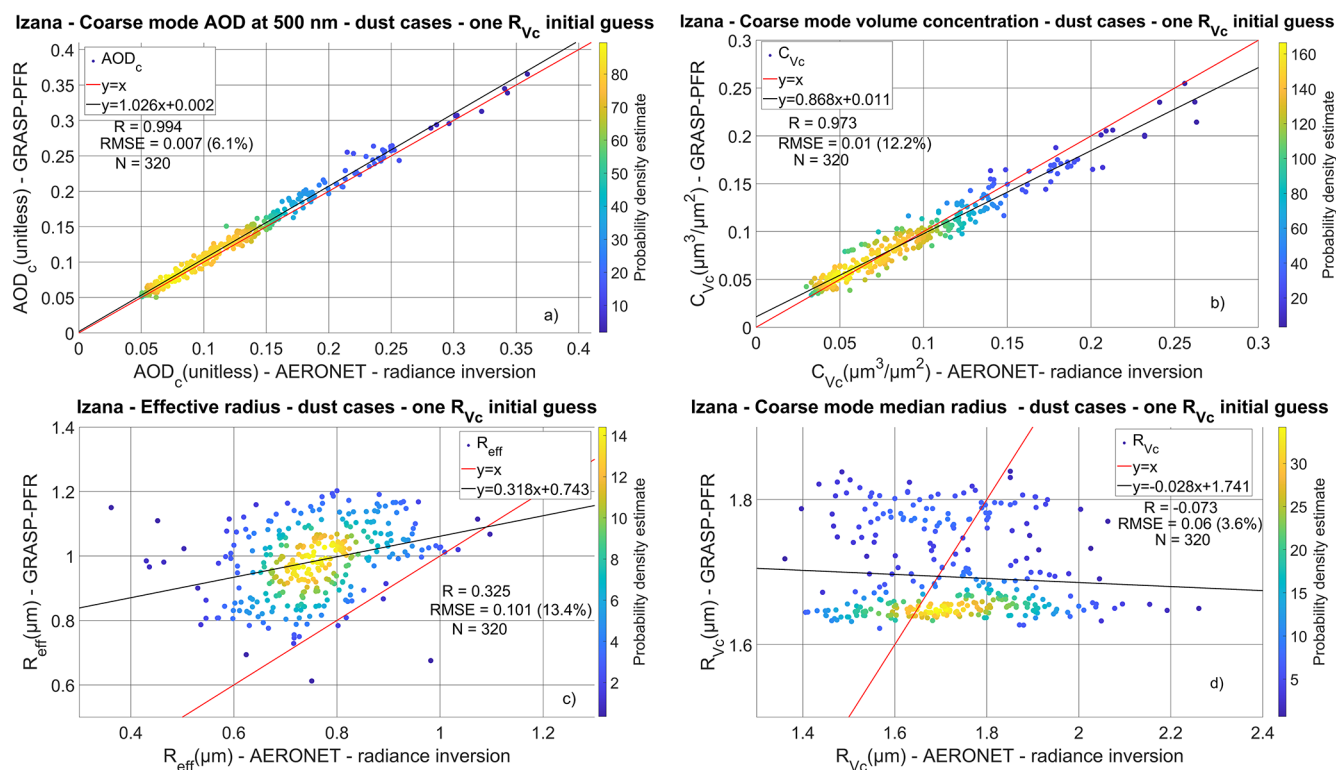 Izana - Coarse mode AOD at 500 nm - dust cases - one R_Vc initial guess
AOD_c
y=x
y=1.026x+0.002
R = 0.994
RMSE = 0.007 (6.1%)
N = 320
a)
0.4
0.35
0.3
0.25
0.2
0.15
0.1
0.05
0
0
0.05
0.1
0.15
0.2
0.25
0.3
0.35
0.4
AOD_c(unitless) - GRASP-PFR
AOD_c(unitless) - AERONET - radiance inversion
80
70
60
50
40
30
20
10
Probability density estimate
Izana - Coarse mode volume concentration - dust cases - one R_Vc initial guess
C_Vc
y=x
y=0.868x+0.011
R = 0.973
RMSE = 0.01 (12.2%)
N = 320
b)
0.3
0.25
0.2
0.15
0.1
0.05
0
0
0.05
0.1
0.15
0.2
0.25
0.3
C_Vc(µm³/µm²) - GRASP-PFR
C_Vc(µm³/µm²) - AERONET- radiance inversion
160
140
120
100
80
60
40
20
Probability density estimate
Izana - Effective radius - dust cases - one R_Vc initial guess
R_eff
y=x
y=0.318x+0.743
R = 0.325
RMSE = 0.101 (13.4%)
N = 320
c)
1.4
1.2
1
0.8
0.6
0.4
0.6
0.8
1
1.2
R_eff(µm) - GRASP-PFR
R_eff(µm) - AERONET - radiance inversion
14
12
10
8
6
4
2
Probability density estimate
Izana - Coarse mode median radius - dust cases - one R_Vc initial guess
R_Vc
y=x
y=-0.028x+1.741
R = -0.073
RMSE = 0.06 (3.6%)
N = 320
d)
1.8
1.6
1.4
1.6
1.8
2
2.2
2.4
R_Vc(µm) - GRASP-PFR
R_Vc(µm) - AERONET - radiance inversion
30
25
20
15
10
5
Probability density estimate